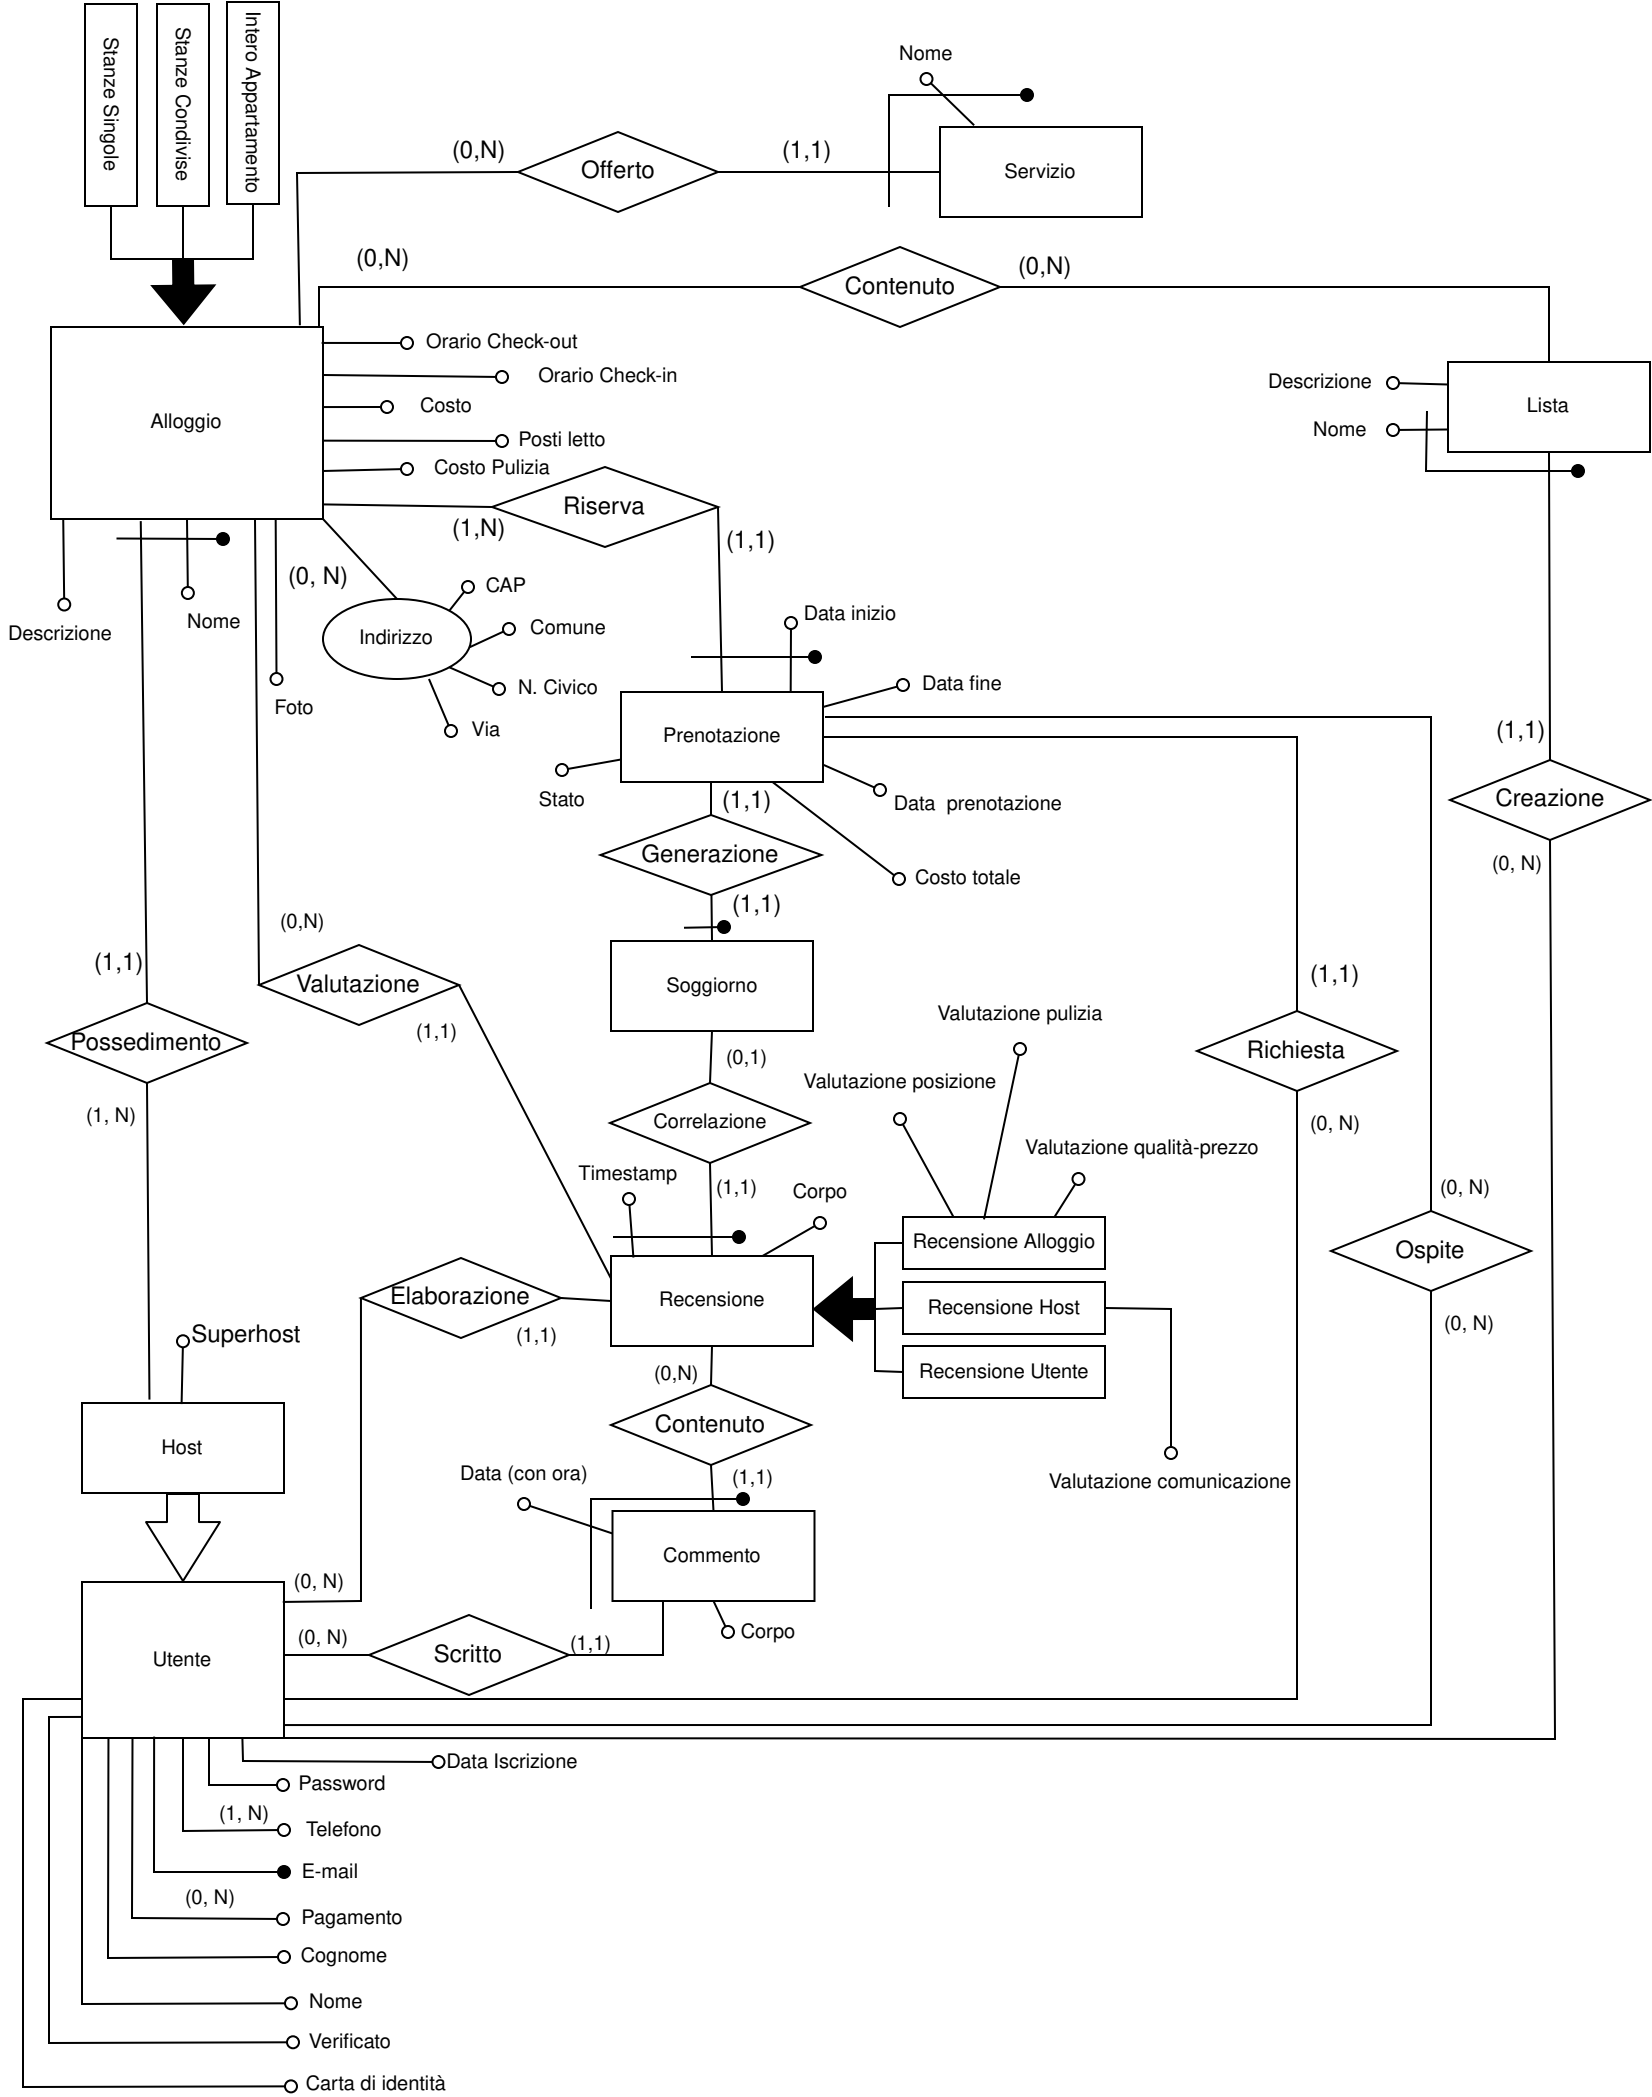 Stanze Singole
Stanze Condivise
Intero Appartamento
Nome
(0,N)
Offerto
(1,1)
Servizio
(0,N)
Contenuto
(0,N)
Alloggio
Orario Check-out
Orario Check-in
Costo
Posti letto
Costo Pulizia
Descrizione
Nome
Lista
Riserva
(1,N)
(1,1)
(0, N)
Descrizione
Nome
Foto
Indirizzo
CAP
Comune
N. Civico
Via
Data inizio
Data fine
Prenotazione
Stato
Data  prenotazione
Costo totale
(1,1)
Generazione
(1,1)
(1,1)
Creazione
(0, N)
(0,N)
Valutazione
(1,1)
(1,1)
Possedimento
(1, N)
Soggiorno
(0,1)
Correlazione
(1,1)
(1,1)
Richiesta
(0, N)
Valutazione pulizia
Valutazione posizione
Valutazione qualità-prezzo
Timestamp
Corpo
Recensione Alloggio
Recensione Host
Recensione Utente
Valutazione comunicazione
(0, N)
Ospite
(0, N)
Elaborazione
(1,1)
Recensione
(0,N)
Contenuto
(1,1)
Superhost
Host
Data (con ora)
Commento
Corpo
(0, N)
(0, N)
Scritto
(1,1)
Utente
Data Iscrizione
Password
(1, N)
Telefono
E-mail
(0, N)
Pagamento
Cognome
Nome
Verificato
Carta di identità